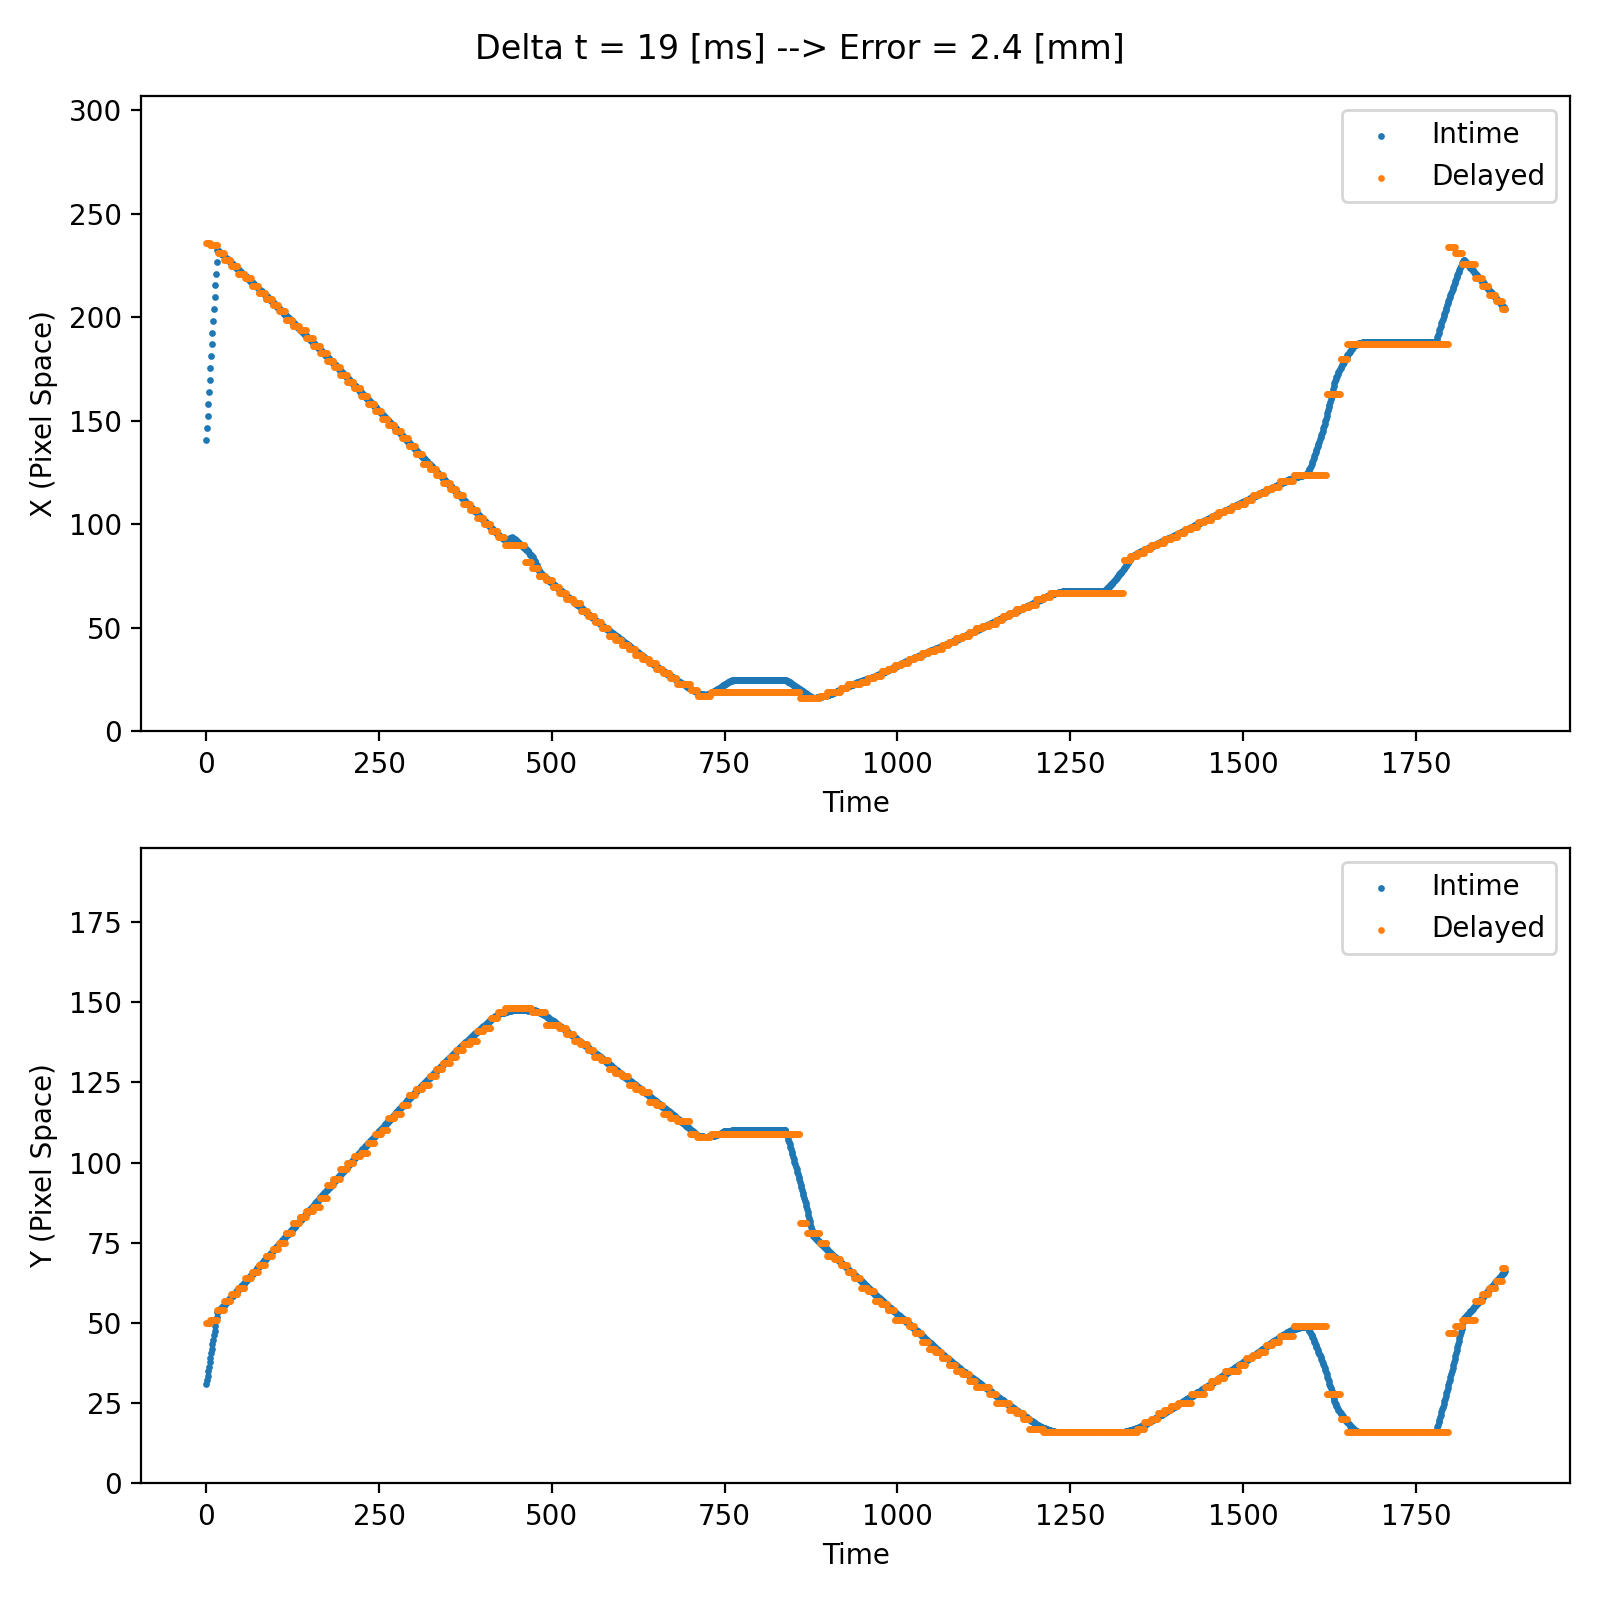 Delta t = 19 [ms] --> Error = 2.4 [mm]
300
250
200
150
100
50
0
X (Pixel Space)
Intime
Delayed
0 250 500 750 1000 1250 1500 1750
Time
175
150
125
100
75
50
25
0
Y (Pixel Space)
Intime
Delayed
0 250 500 750 1000 1250 1500 1750
Time